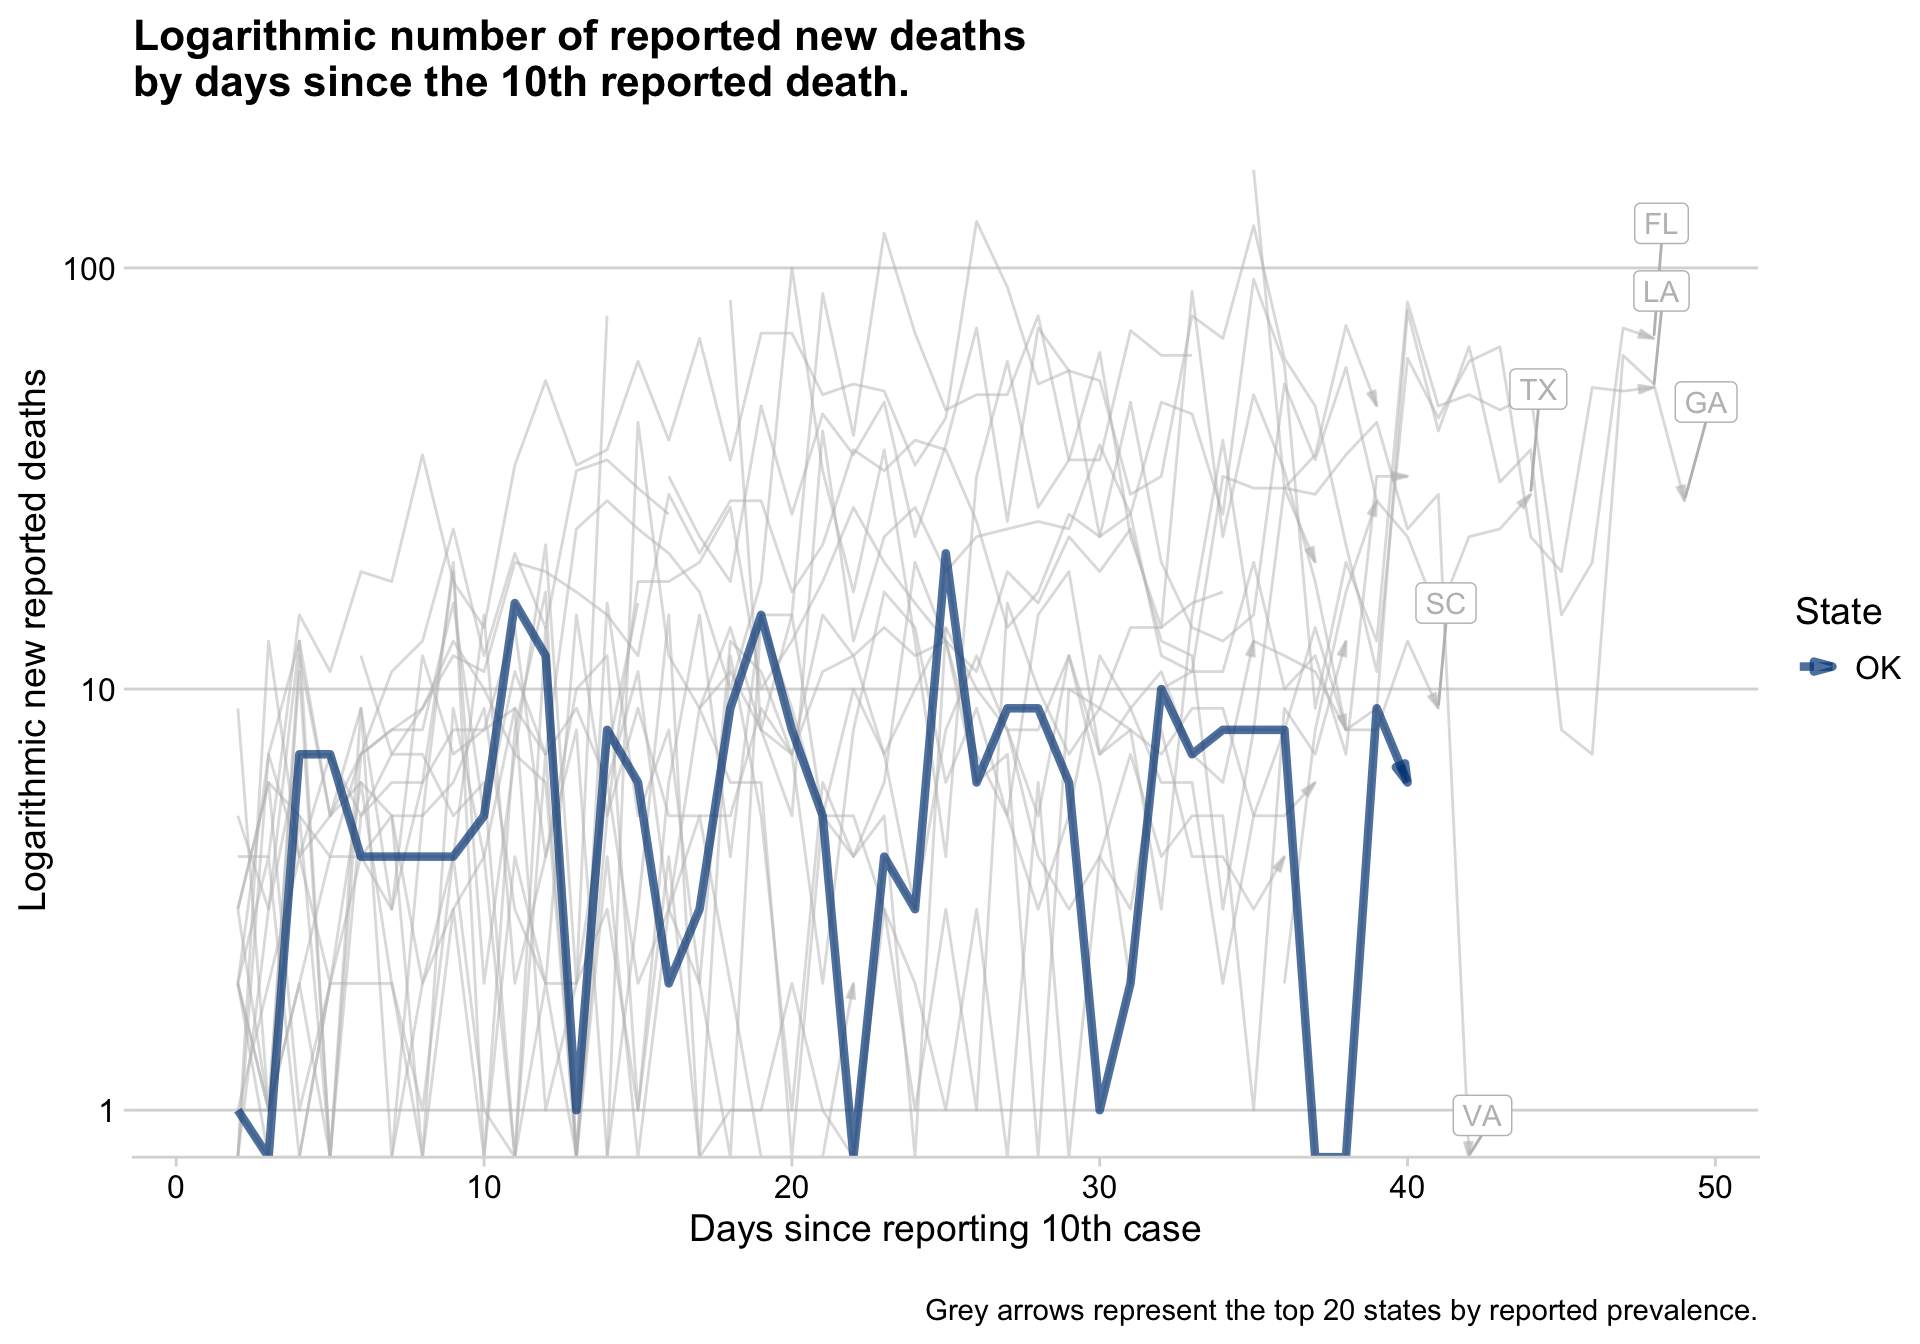 Logarithmic number of reported new deaths
by days since the 10th reported death.
Logarithmic new reported deaths
100
10
1
FL
LA
TX
GA
SC
VA
State
OK
0 10 20 30 40 50
Days since reporting 10th case
Grey arrows represent the top 20 states by reported prevalence.